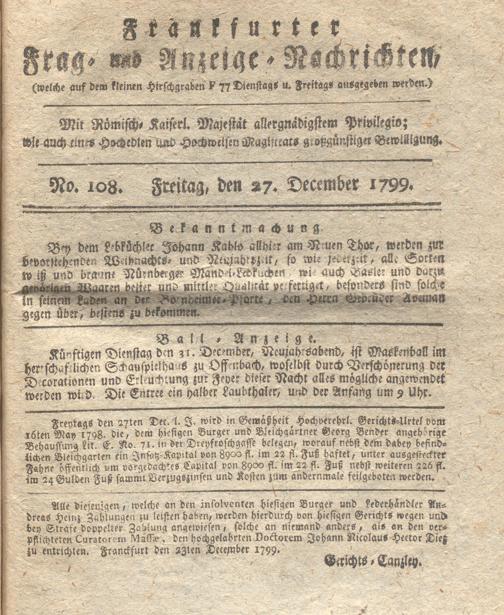 Frankfurter
Frag- und Anzeige-Nachrichten,
(welche auf dem kleinen Hirschgraben F 77 Dienstags u. Freitags ausgegeben werden.)
Mit Römisch-Kaiserl. Majestät allergnädigstem Privilegio;
wie auch eines Hochedlen und Hochweisen Magistrats großgünstiger Bewilligung.
No. 108. Freitag, den 27. December 1799.
Bekanntmachung
Bey dem Lebküchler Johann Kablo allhier am Neuen Thor, werden zur
bevorstehenden Weihnachts- und Neujahrszeit, so wie jederzeit, alle Sorten
weiß und braune Nürnberger Mandel-Lebkuchen, wie auch Basler und darzu
gehörigen Waaren bester und mittler Qualität verfertiget, besonders sind solche
in seinem Laden an der Bornheimer-Pforte, den Herrn Gebrüder
gegen über, bestens zu bekommen.
Ball-Anzeige.
Künftigen Dienstag den 31. December, Neujahrsabend, ist Maskenball im
herrschaftlichen Schauspielhaus zu Offenbach, woselbst durch Verschönerung der
Decorationen und Erleuchtung zur Feyer dieser Nacht alles mögliche angewendet
werden wird. Die Entree ein halber Laubthaler, und der Anfang um 9 Uhr.
Freytags den 27ten Dec. l. J. wird in Gemäßheit Hochverehrl. Gerichts-Urtel vom
16ten May 1798. die, dem hiesigen Burger und Bleichgärtner Georg Bender angehörige
Behaussung Lit. E. No. 71. in der Drepfroschgasse belegen, worauf nebst dem dabey befind-
lichen Bleichgarten ein Insatz-Kapital von 8900 fl. im 22 fl. Fuß haftet, unter ausgesteckter
Fahne öffentlich um vorgedachtes Capital von 8900 fl. im 22 fl. Fuß nebst weiteren 226 fl.
im 24 Gulden Fuß sammt Verzugszinsen und Kosten zum andernmale feilgeboten werden.
Alle diejenigen, welche an den insolventen hiesigen Burger und Lederhändler An-
dreas Heinz Zahlungen zu leisten haben, werden hierdurch von hiesigen Gerichts wegen und
bey Strafe doppelter Zahlung angewiesen, solche an niemand anders, als an den ver-
pflichteten Curatorem Massæ, den hochgelahrten Doctorem Johann Nicolaus Hector Dietz
zu entrichten. Frankfurt den 23ten December 1799.
Gerichts-Canzley.